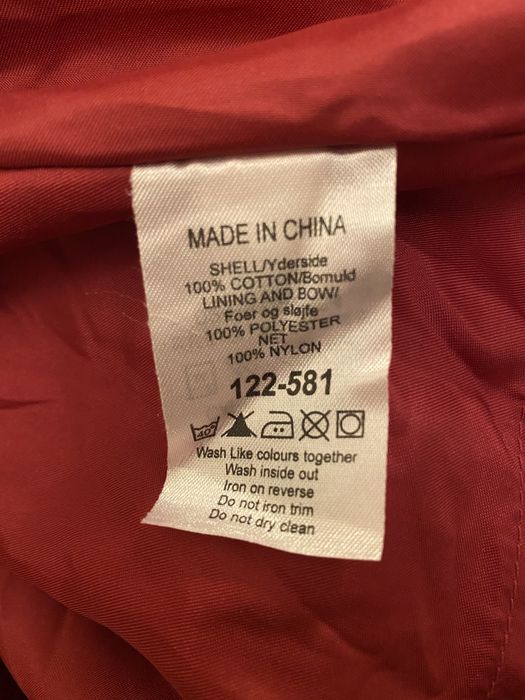 MADE IN CHINA
SHELL/Yderside
100% COTTON/Bomuld
LINING AND BOW/
Foer og sløjfe
100% POLYESTER
NET
100% NYLON
122-581
40°
Wash Like colours together
Wash inside out
Iron on reverse
Do not iron trim
Do not dry clean